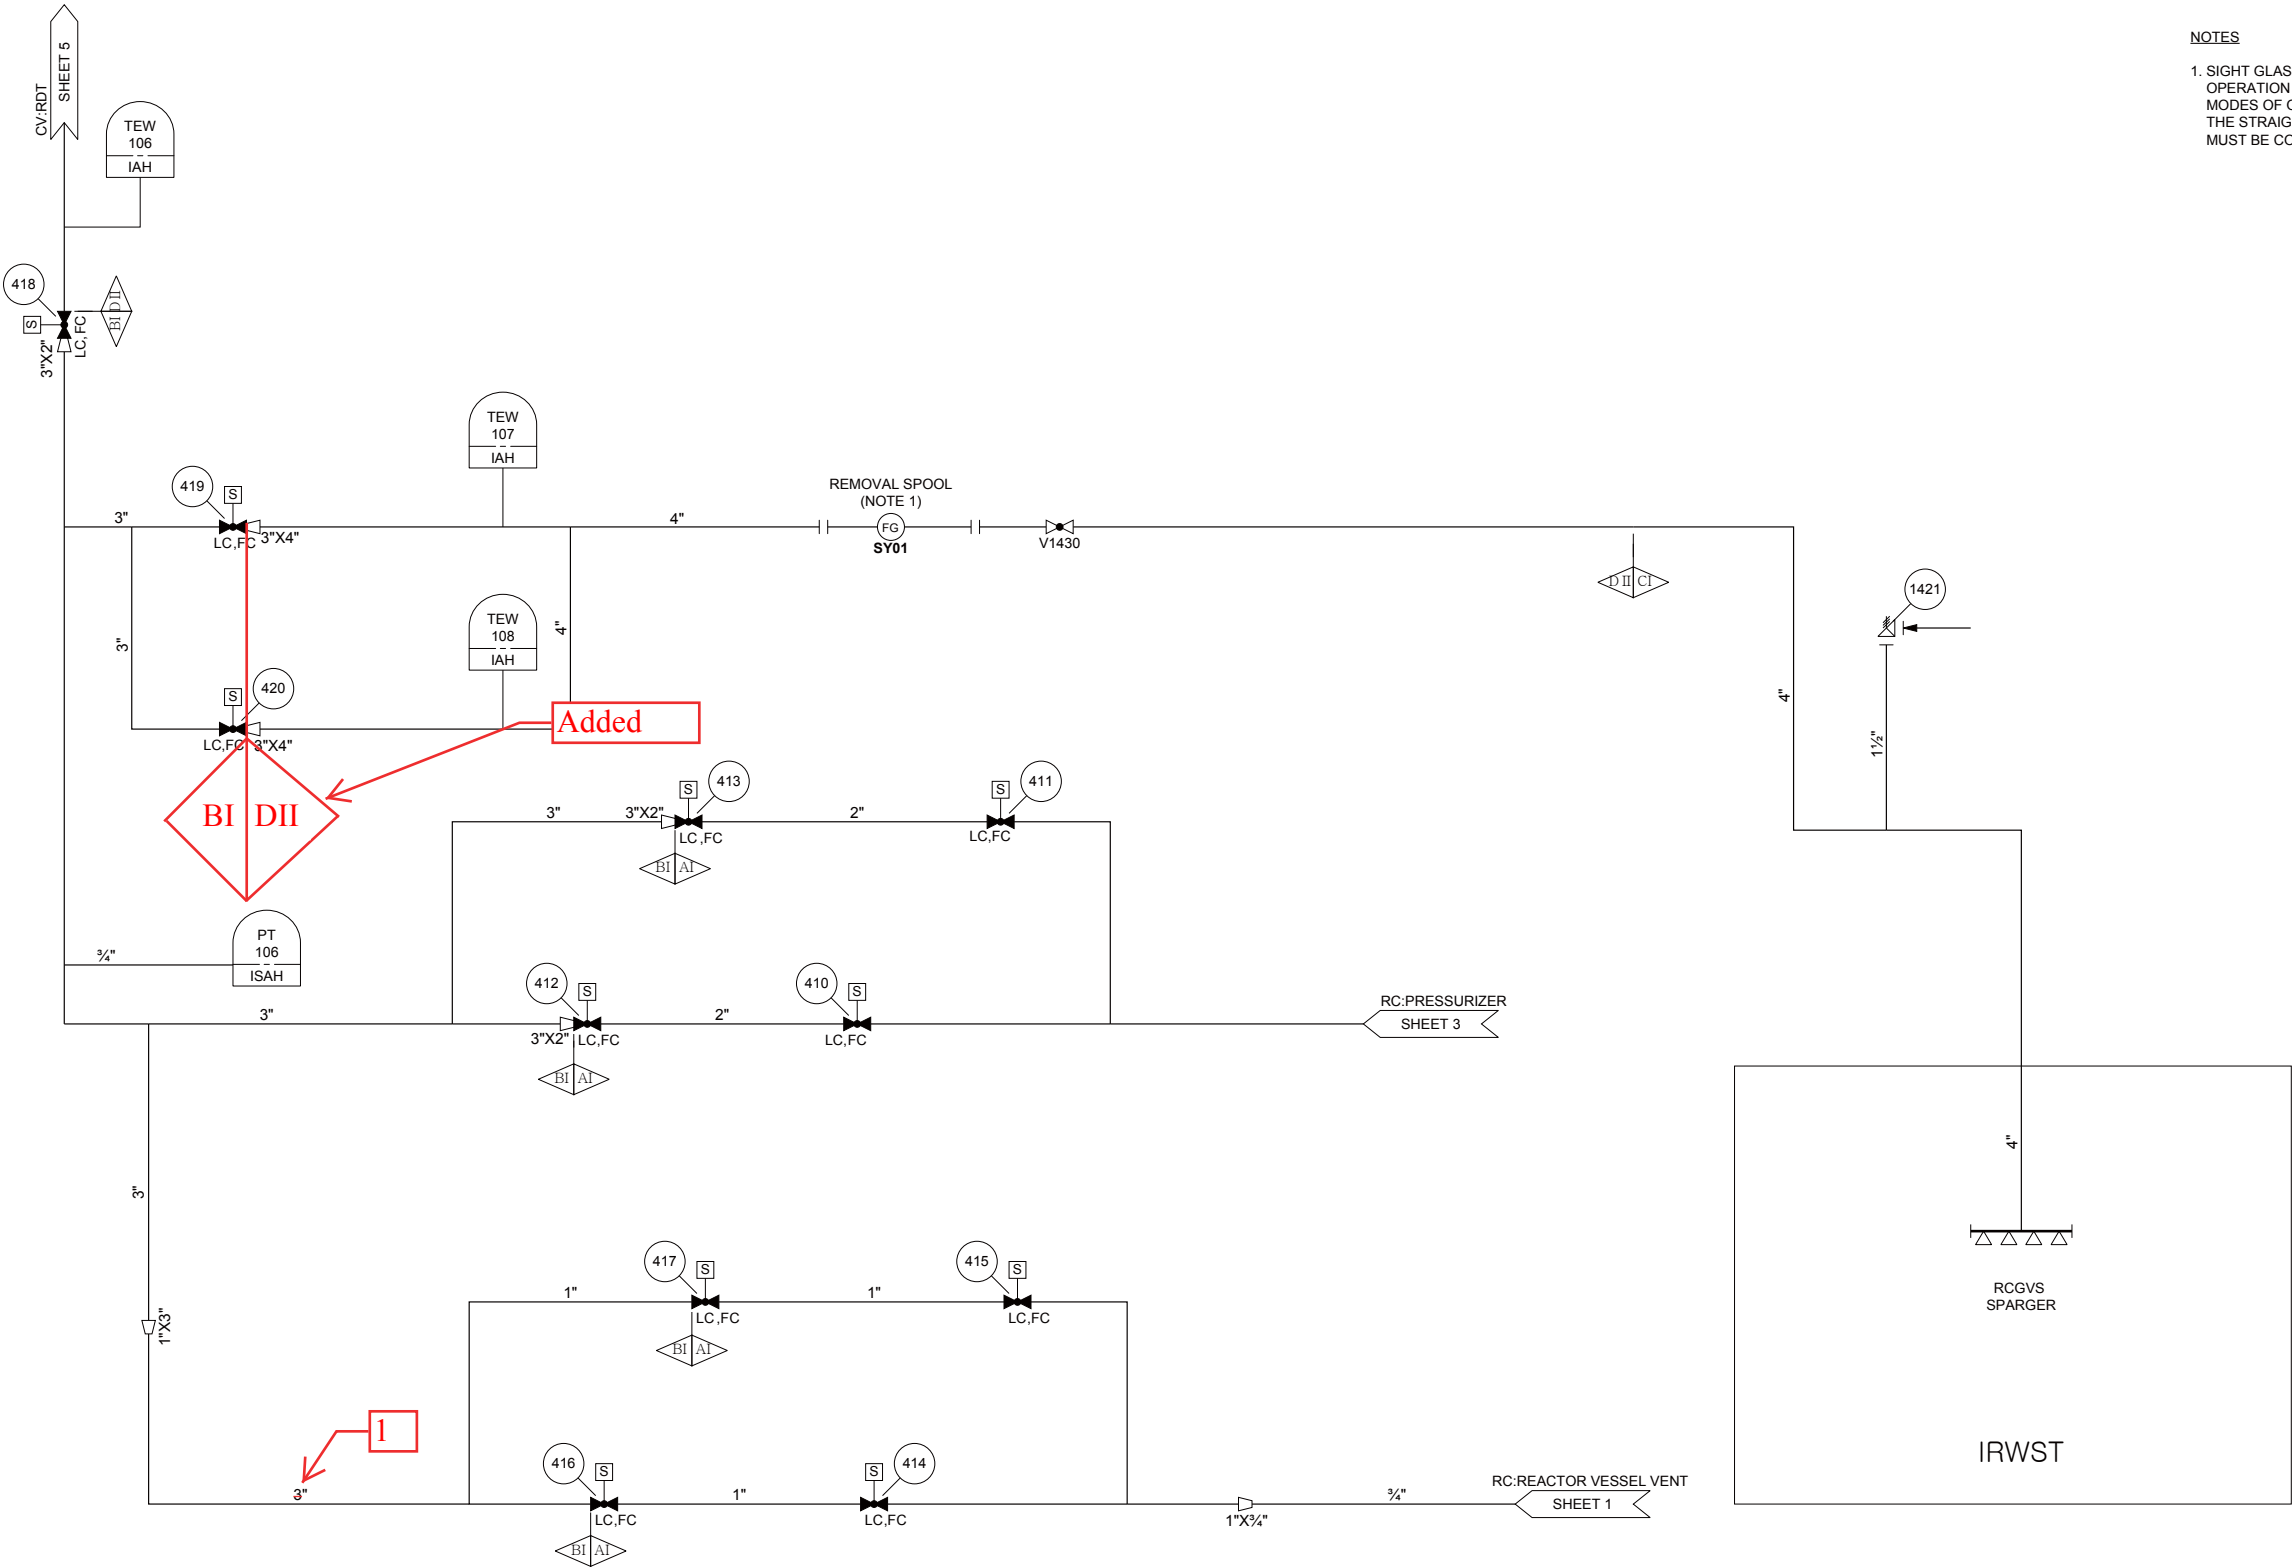 CV:RDT
SHEET 5
NOTES
1. SIGHT GLAS
OPERATION
MODES OF
THE STRAIG
MUST BE CO
TEW
106
IAH
418
S
LC,FC
BI D II
3"X2"
TEW
107
IAH
419
S
3"
LC,FC
3"X4"
4"
REMOVAL SPOOL
(NOTE 1)
FG
SY01
V1430
D II CI
1421
TEW
108
IAH
4"
3"
S
420
LC,FC
3"X4"
Added
4"
1½"
BI DII
S
413
3"
3"X2"
LC,FC
BI AI
2"
S
411
LC,FC
PT
106
ISAH
¾"
412
S
3"
3"X2"
LC,FC
BI AI
2"
410
S
LC,FC
RC:PRESSURIZER
SHEET 3
4"
3"
417
S
1"
LC,FC
BI AI
1"
415
S
LC,FC
RCGVS
SPARGER
1"X3"
1
3"
416
S
LC,FC
BI AI
1"
S
414
LC,FC
1"X¾"
¾"
RC:REACTOR VESSEL VENT
SHEET 1
IRWST